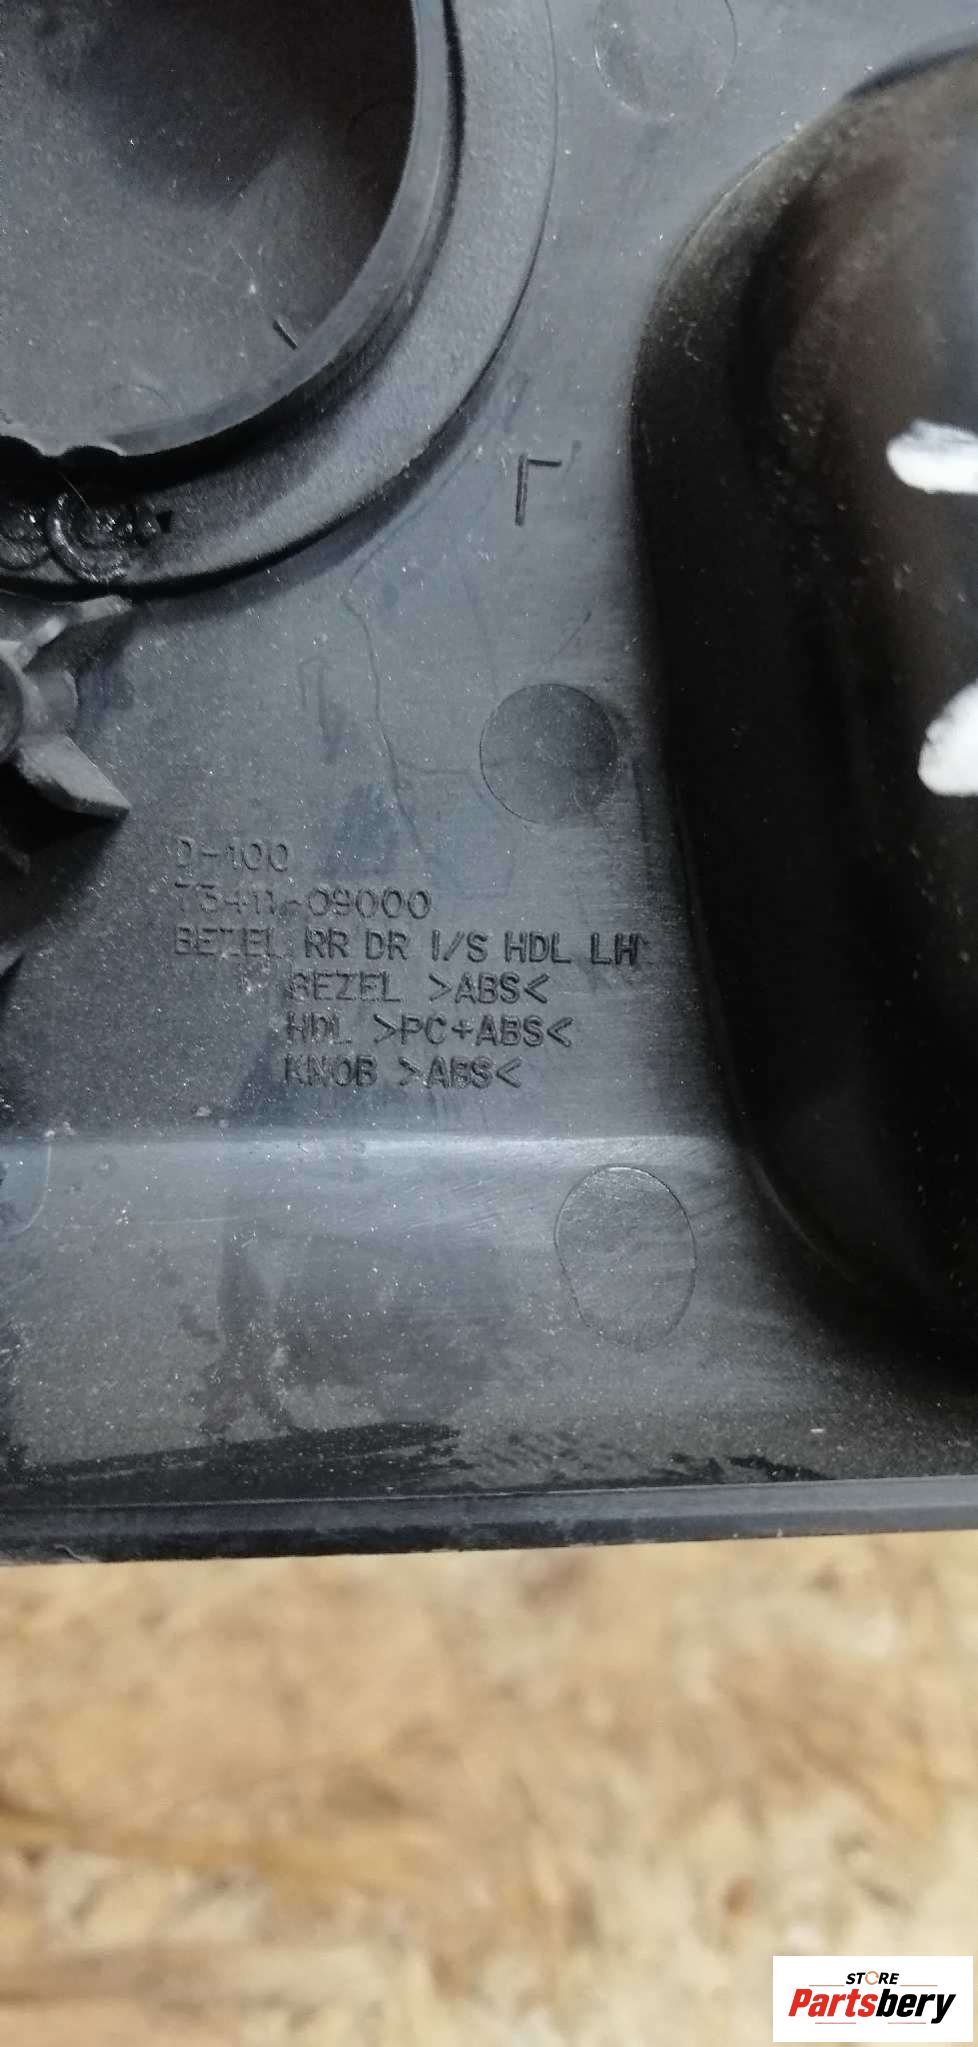 D-100
73411-09000
BEZEL RR DR I/S HDL LH
BEZEL >ABS<
HDL >PC+ABS<
KNOB >ABS<
STORE
Partsbery